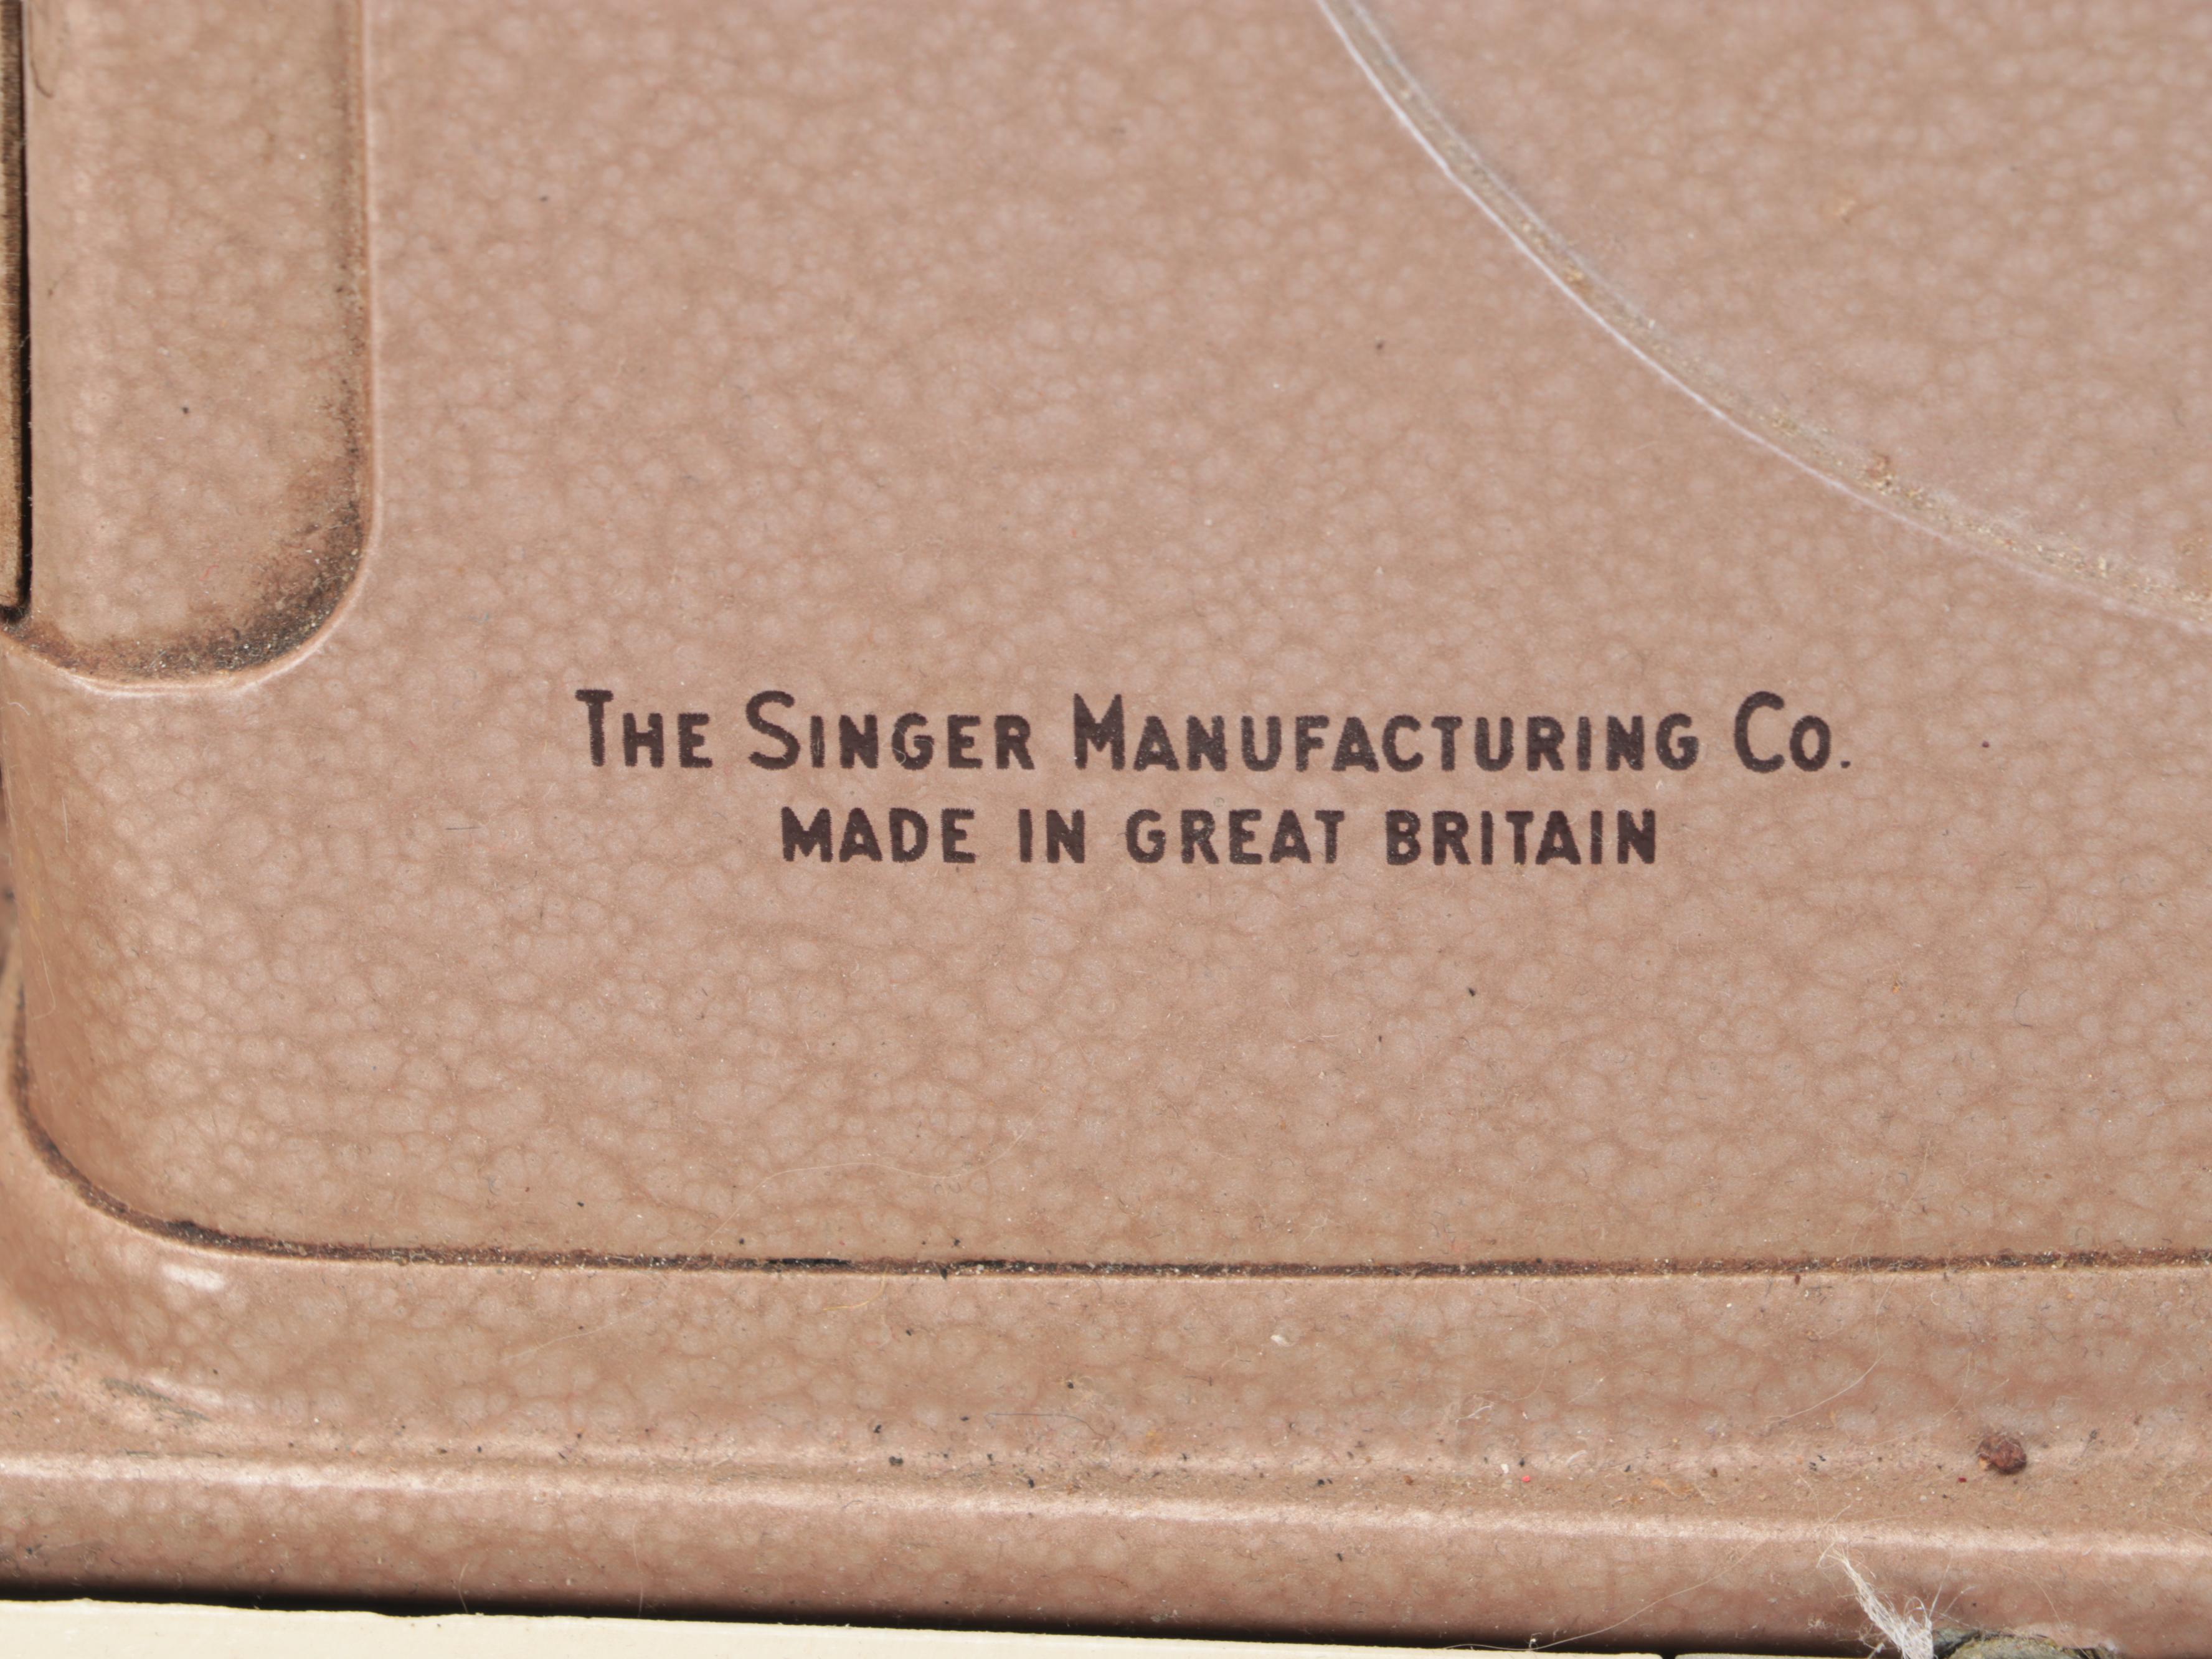 The Singer Manufacturing Co.
MADE IN GREAT BRITAIN